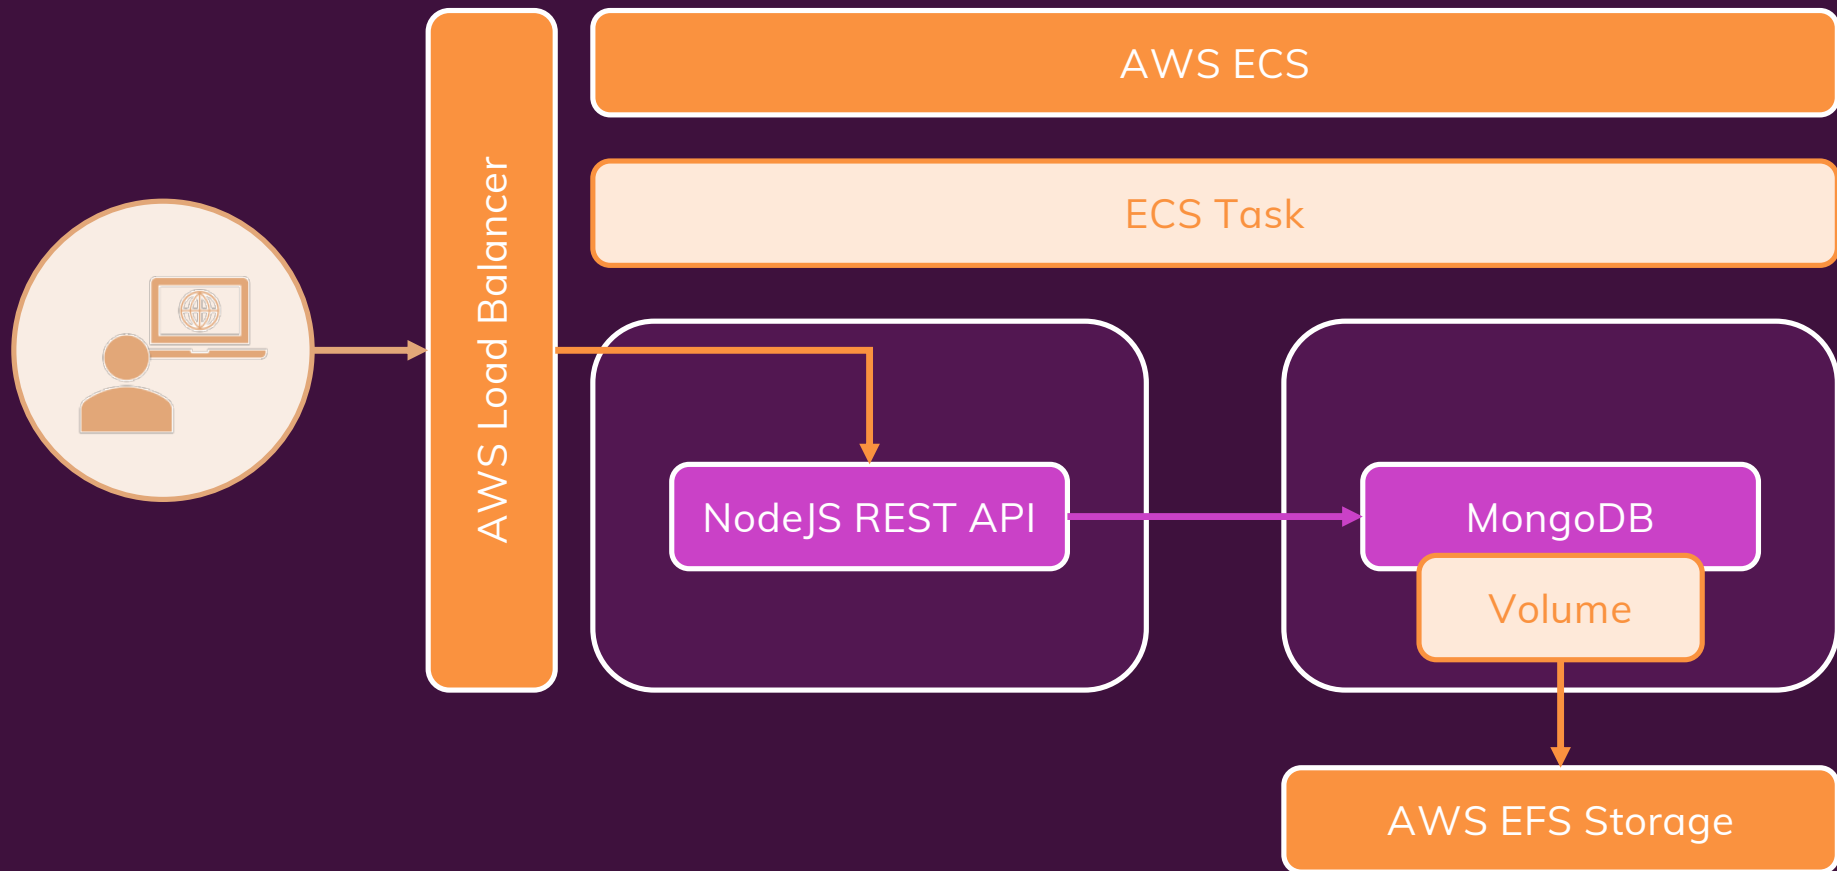 AWS Load Balancer
AWS ECS
ECS Task
NodeJS REST API
MongoDB
Volume
AWS EFS Storage